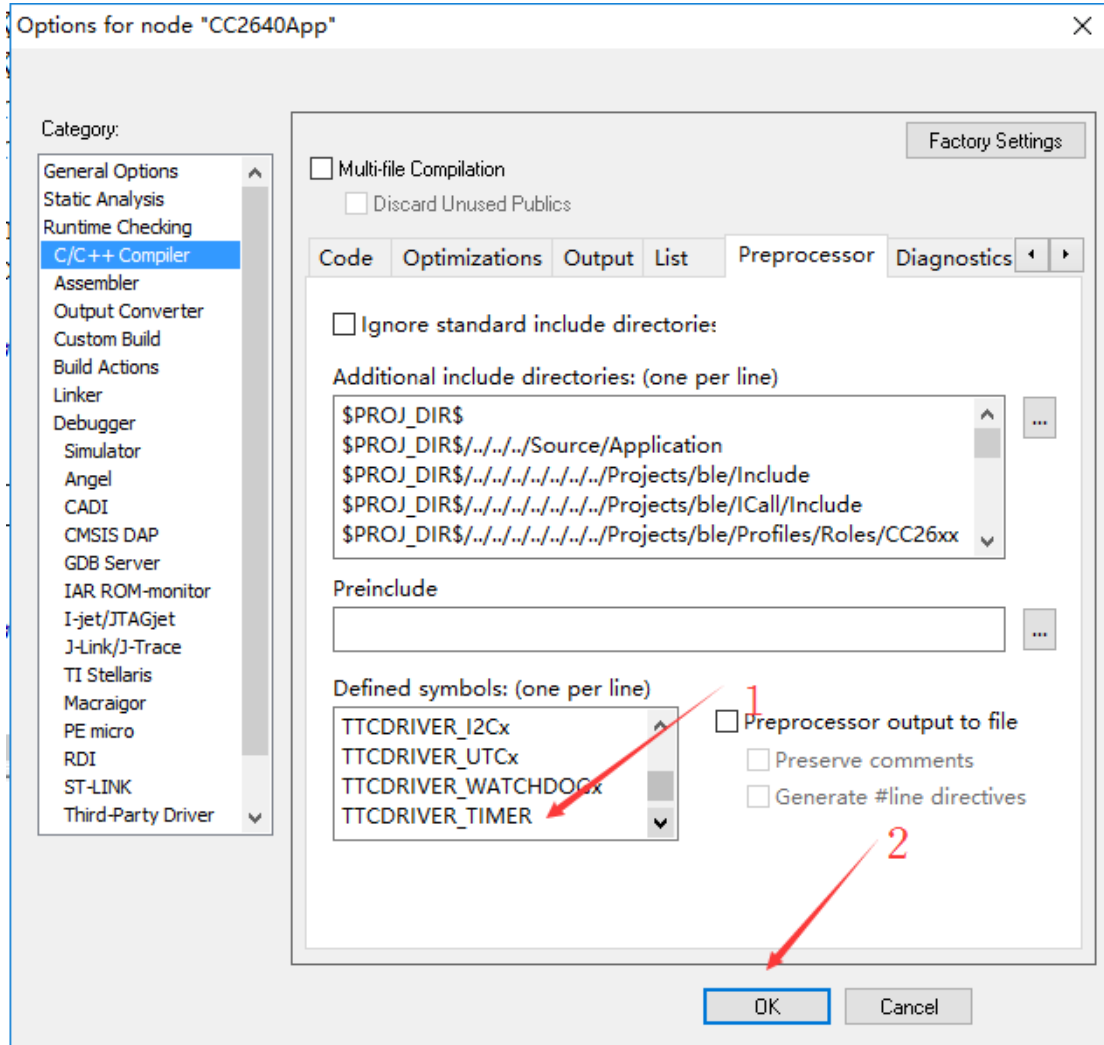 Options for node "CC2640App"
Category:
General Options
Static Analysis
Runtime Checking
C/C++ Compiler
Assembler
Output Converter
Custom Build
Build Actions
Linker
Debugger
Simulator
Angel
CADI
CMSIS DAP
GDB Server
IAR ROM-monitor
I-jet/JTAGjet
J-Link/J-Trace
TI Stellaris
Macraigor
PE micro
RDI
ST-LINK
Third-Party Driver
Factory Settings
Multi-file Compilation
Discard Unused Publics
Code Optimizations Output List Preprocessor Diagnostics
Ignore standard include directories
Additional include directories: (one per line)
$PROJ_DIR$
$PROJ_DIR$/../../../Source/Application
$PROJ_DIR$/../../../../../../../Projects/ble/Include
$PROJ_DIR$/../../../../../../../Projects/ble/ICall/Include
$PROJ_DIR$/../../../../../../../Projects/ble/Profiles/Roles/CC26xx
...
Preinclude
...
Defined symbols: (one per line)
1
TTCDRIVER_I2Cx
TTCDRIVER_UTCx
TTCDRIVER_WATCHDOGx
TTCDRIVER_TIMER
Preprocessor output to file
Preserve comments
Generate #line directives
2
OK Cancel